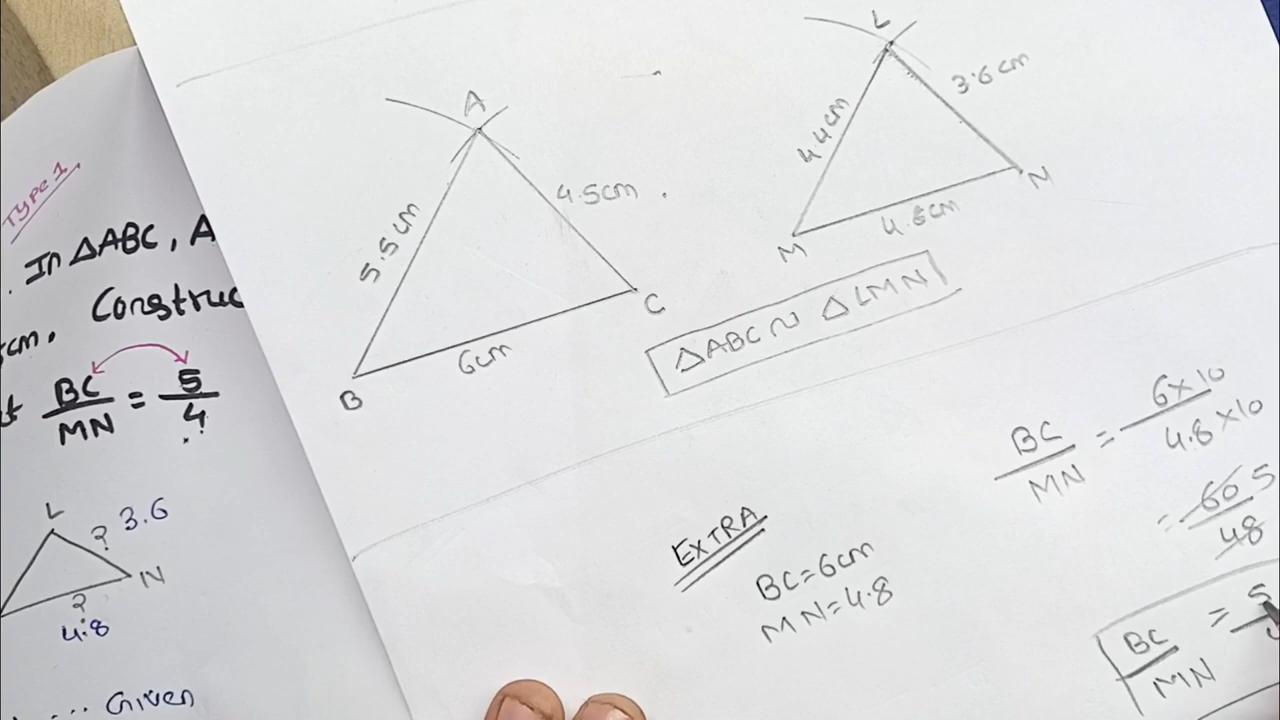 Type 1
. In ΔABC, A
Construc
cm.
BC/MN = 5/4
L
? 3.6
N
?
4.8
... Given
A
5.5cm
4.5cm .
B
6cm
C
L
4.4cm
3.6cm
M
4.8cm
N
ΔABC ~ ΔLMN
EXTRA
BC=6cm
MN=4.8
BC/MN = 6×10/4.8×10
= 60/48 5
BC/MN = 5